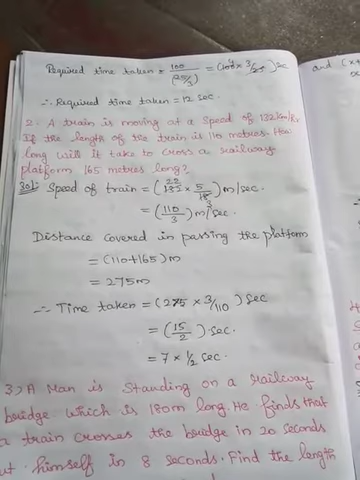 Required time taken = 100/(25/3) = (100 × 3/25) sec
∴ Required time taken = 12 sec.
2. A train is moving at a speed of 132 km/h.
If the length of the train is 110 metres. How
long will it take to cross a railway
platform 165 metres long?
Sol: Speed of train = (132 × 5/18) m/sec.
= (110/3) m/sec.
Distance covered in passing the platform
= (110+165)m
= 275m
∴ Time taken = (275 × 3/110) sec
= (15/2) sec.
= 7 × 1/2 sec.
3) A Man is Standing on a railway
bridge which is 180m long. He finds that
a train crosses the bridge in 20 seconds
but himself in 8 seconds. Find the length
and